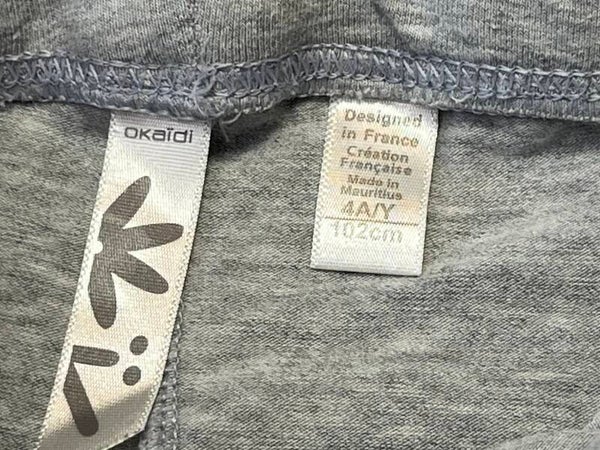 OKaïdi
Designed
in France
Création
Française
Made in
Mauritius
4A/Y
102cm